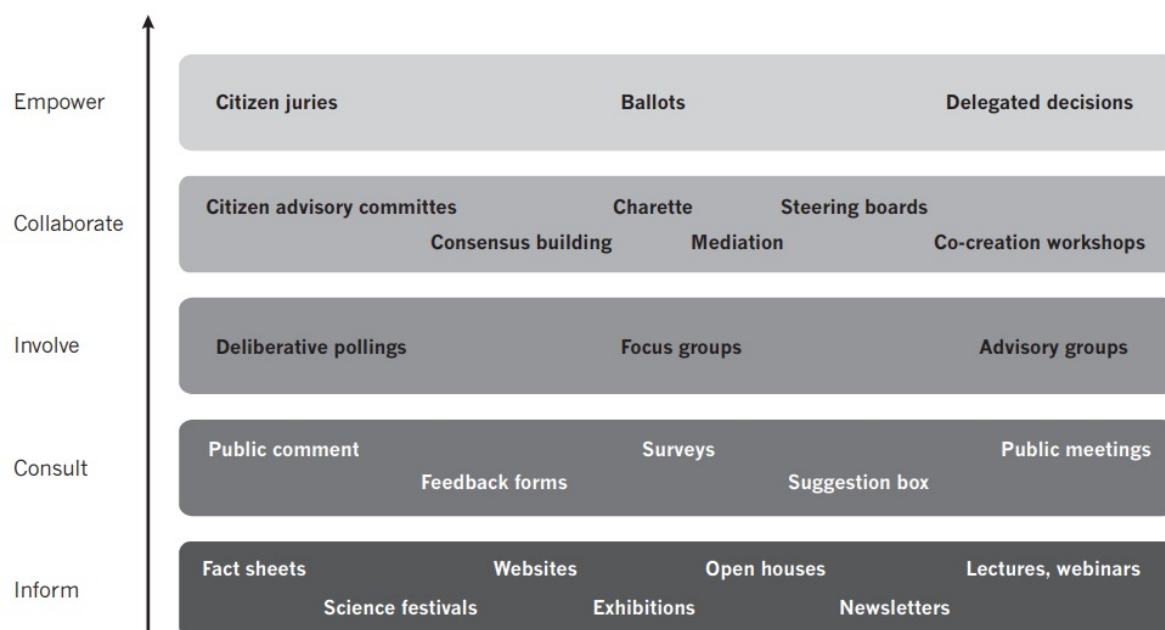 Empower
Citizen juries Ballots Delegated decisions
Collaborate
Citizen advisory committes Charette Steering boards
Consensus building Mediation Co-creation workshops
Involve
Deliberative pollings Focus groups Advisory groups
Consult
Public comment Surveys Public meetings
Feedback forms Suggestion box
Inform
Fact sheets Websites Open houses Lectures, webinars
Science festivals Exhibitions Newsletters